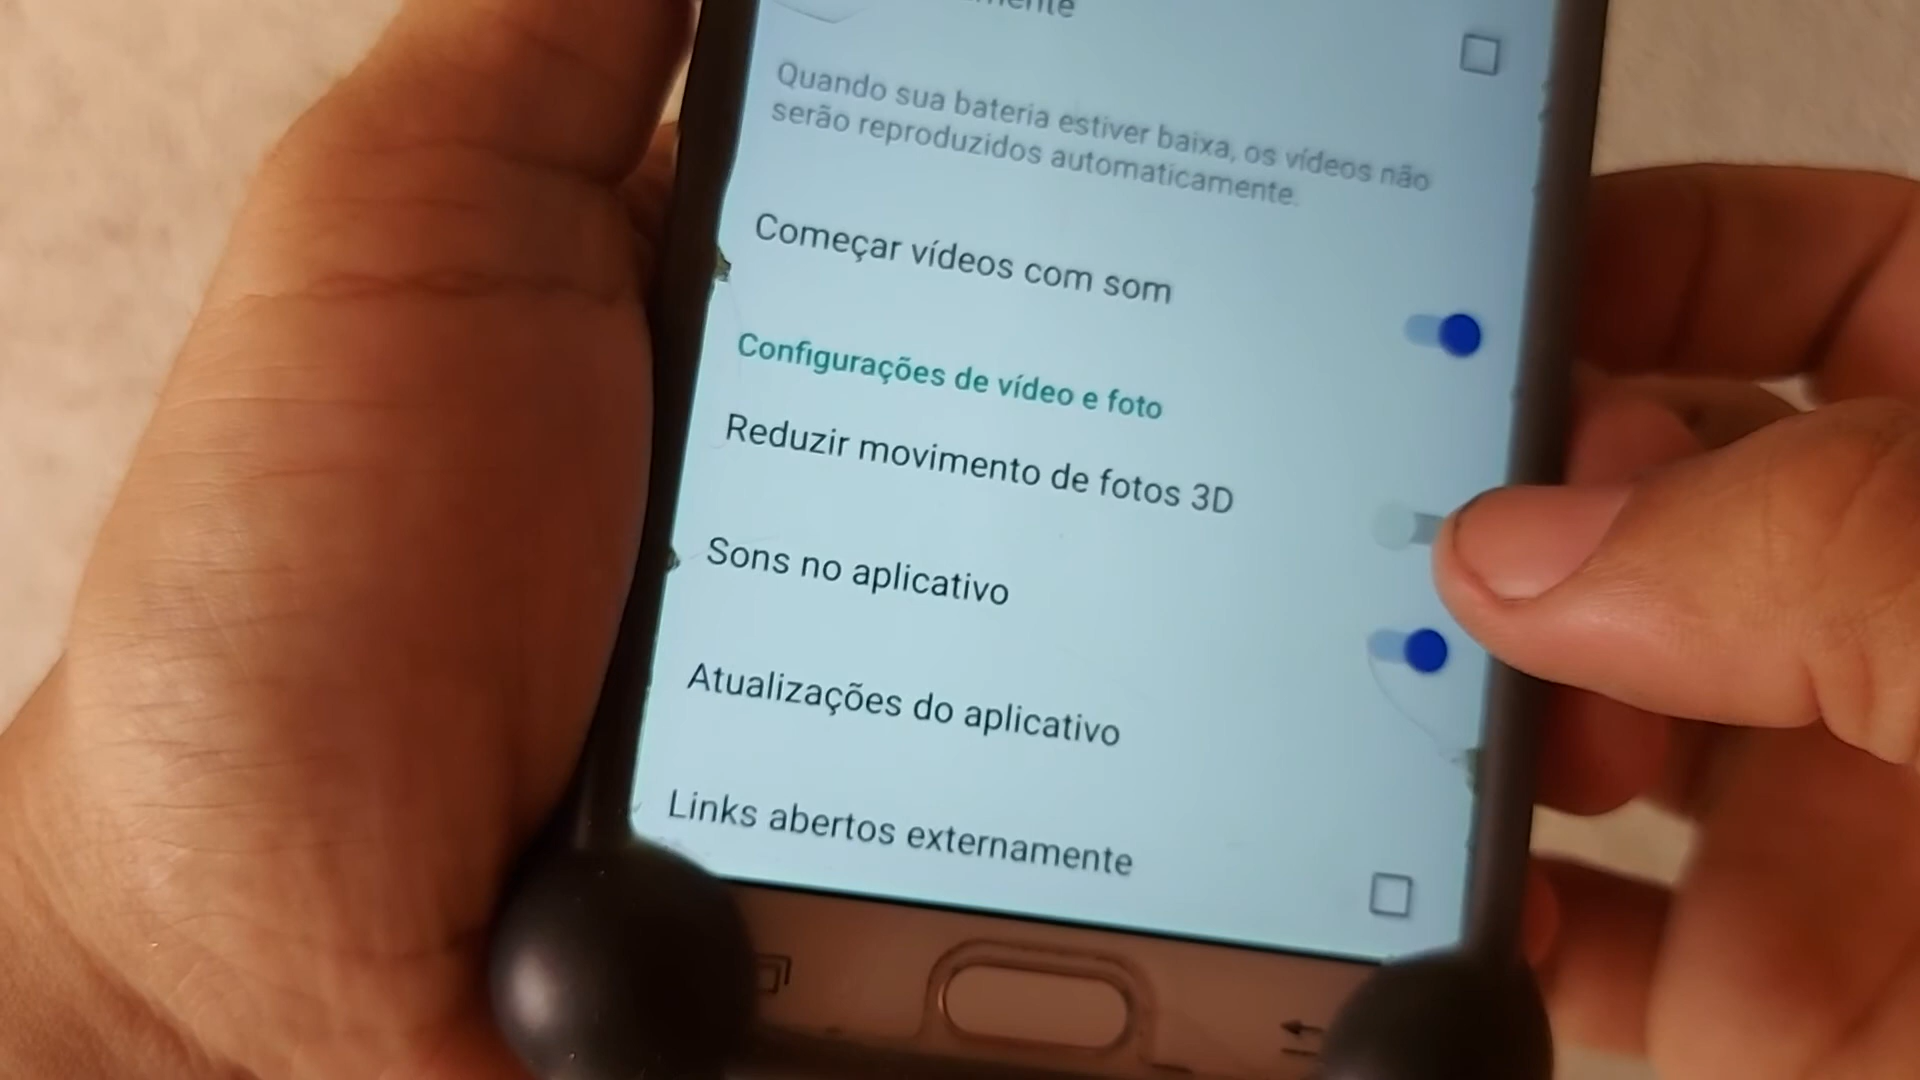 Quando sua bateria estiver baixa, os vídeos não
serão reproduzidos automaticamente.
Começar vídeos com som
Configurações de vídeo e foto
Reduzir movimento de fotos 3D
Sons no aplicativo
Atualizações do aplicativo
Links abertos externamente